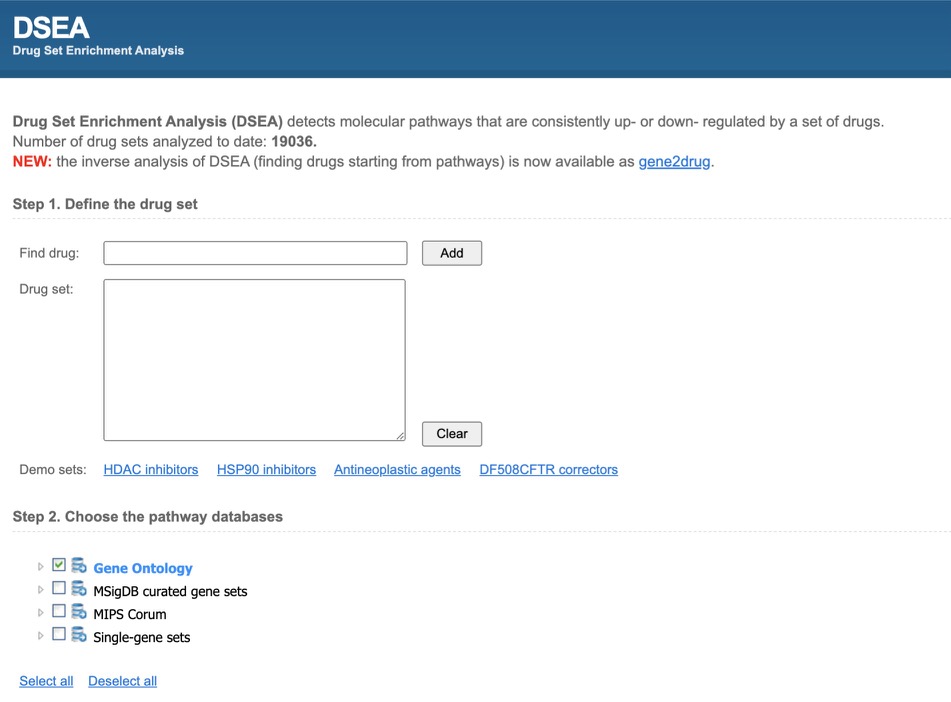 DSEA
Drug Set Enrichment Analysis
Drug Set Enrichment Analysis (DSEA) detects molecular pathways that are consistently up- or down- regulated by a set of drugs.
Number of drug sets analyzed to date: 19036.
NEW: the inverse analysis of DSEA (finding drugs starting from pathways) is now available as gene2drug.
Step 1. Define the drug set
Find drug: Add
Drug set:
Clear
Demo sets: HDAC inhibitors HSP90 inhibitors Antineoplastic agents DF508CFTR correctors
Step 2. Choose the pathway databases
Gene Ontology
MSigDB curated gene sets
MIPS Corum
Single-gene sets
Select all Deselect all